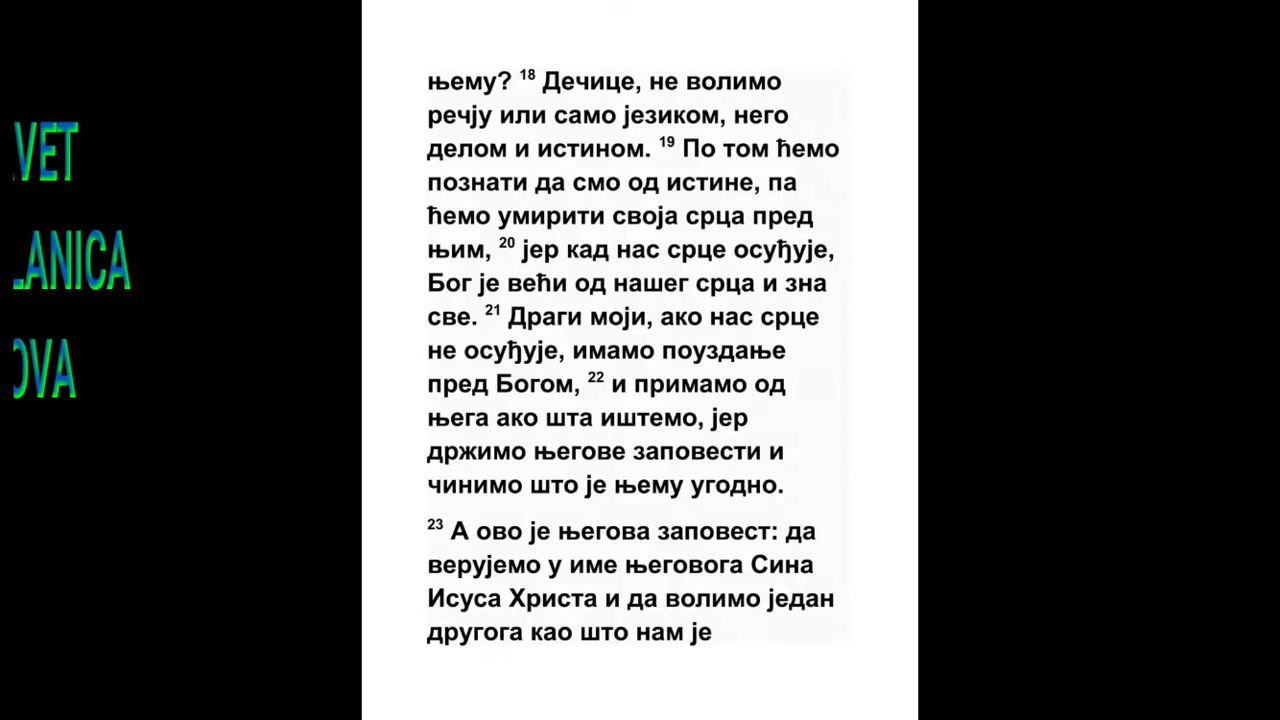 њему? 18 Дечице, не волимо
речју или само језиком, него
делом и истином. 19 По том ћемо
познати да смо од истине, па
ћемо умирити своја срца пред
њим, 20 јер кад нас срце осуђује,
Бог је већи од нашег срца и зна
све. 21 Драги моји, ако нас срце
не осуђује, имамо поуздање
пред Богом, 22 и примамо од
њега ако шта иштемо, јер
држимо његове заповести и
чинимо што је њему угодно.
23 А ово је његова заповест: да
верујемо у име његовога Сина
Исуса Христа и да волимо један
другога као што нам је